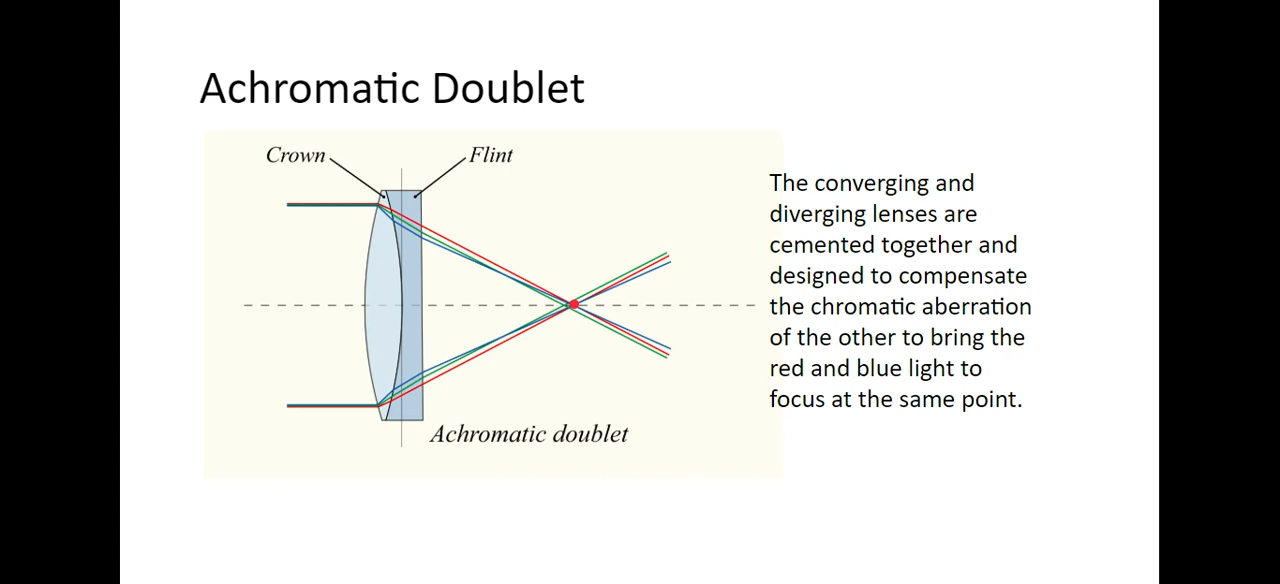 Achromatic Doublet
Crown
Flint
Achromatic doublet
The converging and
diverging lenses are
cemented together and
designed to compensate
the chromatic aberration
of the other to bring the
red and blue light to
focus at the same point.